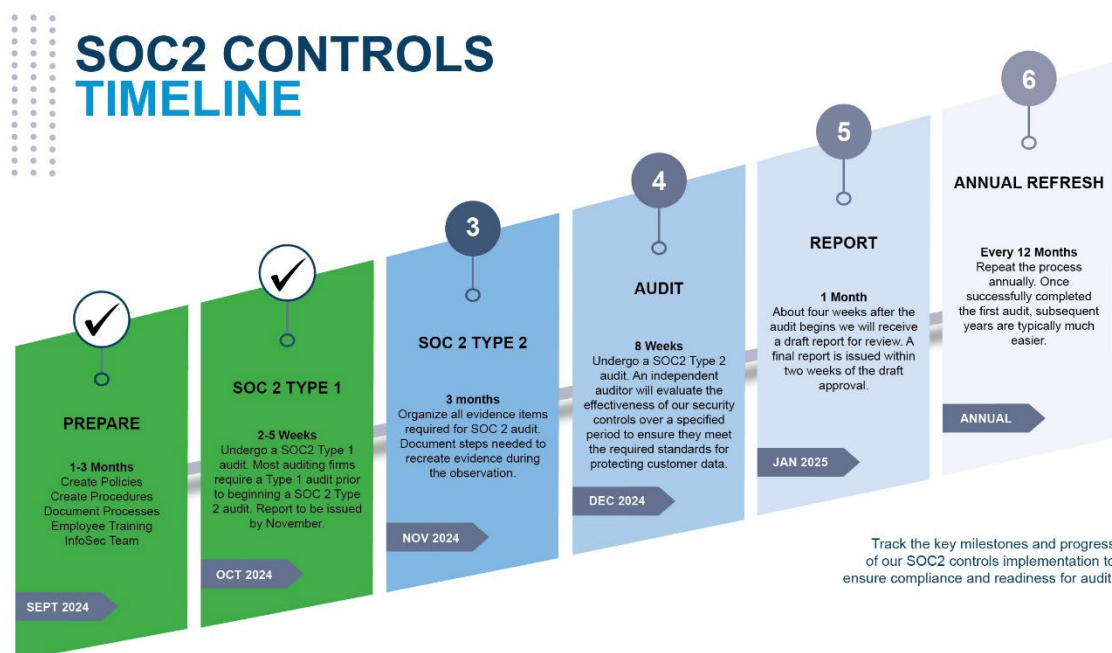 SOC2 CONTROLS
TIMELINE
PREPARE
1-3 Months
Create Policies
Create Procedures
Document Processes
Employee Training
InfoSec Team
SEPT 2024
SOC 2 TYPE 1
2-5 Weeks
Undergo a SOC2 Type 1
audit. Most auditing firms
require a Type 1 audit prior
to beginning a SOC 2 Type
2 audit. Report to be issued
by November.
OCT 2024
3
SOC 2 TYPE 2
3 months
Organize all evidence items
required for SOC 2 audit.
Document steps needed to
recreate evidence during
the observation.
NOV 2024
4
AUDIT
8 Weeks
Undergo a SOC2 Type 2
audit. An independent
auditor will evaluate the
effectiveness of our security
controls over a specified
period to ensure they meet
the required standards for
protecting customer data.
DEC 2024
5
REPORT
1 Month
About four weeks after the
audit begins we will receive
a draft report for review. A
final report is issued within
two weeks of the draft
approval.
JAN 2025
6
ANNUAL REFRESH
Every 12 Months
Repeat the process
annually. Once
successfully completed
the first audit, subsequent
years are typically much
easier.
ANNUAL
Track the key milestones and progress
of our SOC2 controls implementation to
ensure compliance and readiness for audit